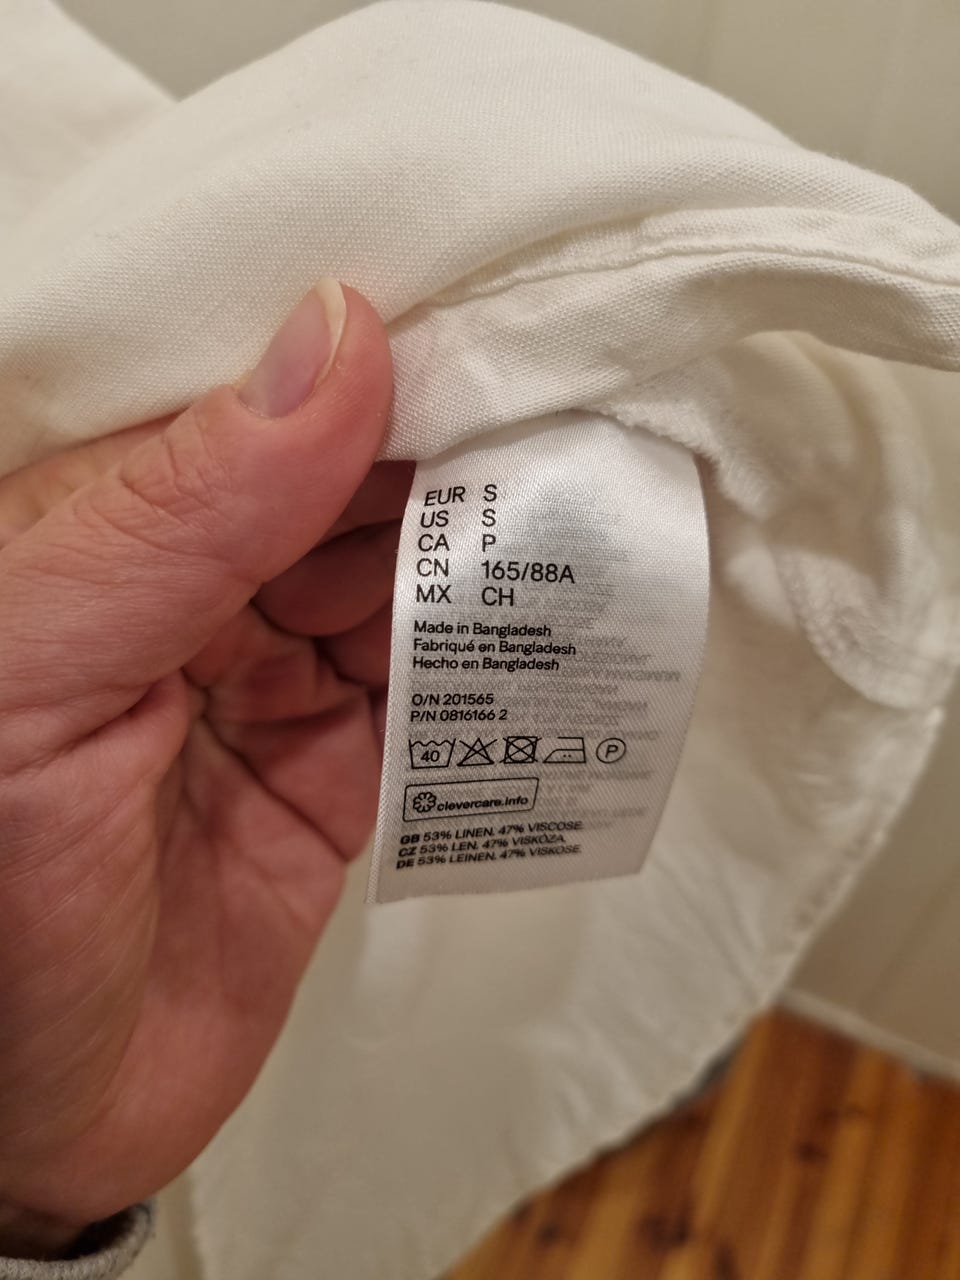 EUR S
US S
CA P
CN 165/88A
MX CH
Made in Bangladesh
Fabriqué en Bangladesh
Hecho en Bangladesh
O/N 201565
P/N 0816166 2
40
P
clevercare.info
GB 53% LINEN. 47% VISCOSE.
CZ 53% LEN. 47% VISKÓZA.
DE 53% LEINEN. 47% VISKOSE.